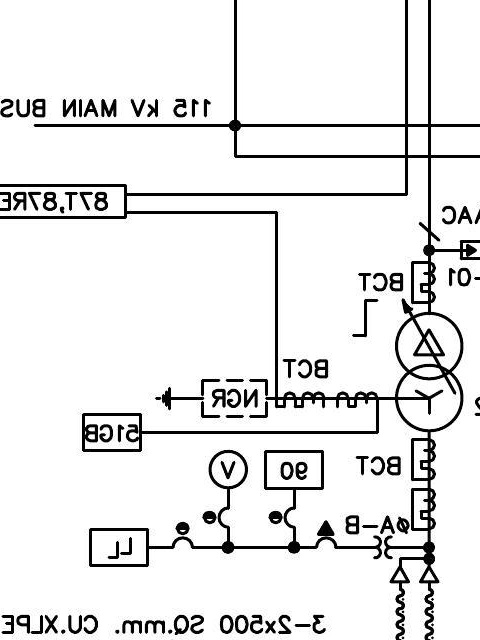 115 kV MAIN BUS
87T,87RE
AAC
BCT
-01
BCT
NGR
51GB
BCT
V
90
øA-B
LL
3-2x500 SQ.mm. CU.XLPE